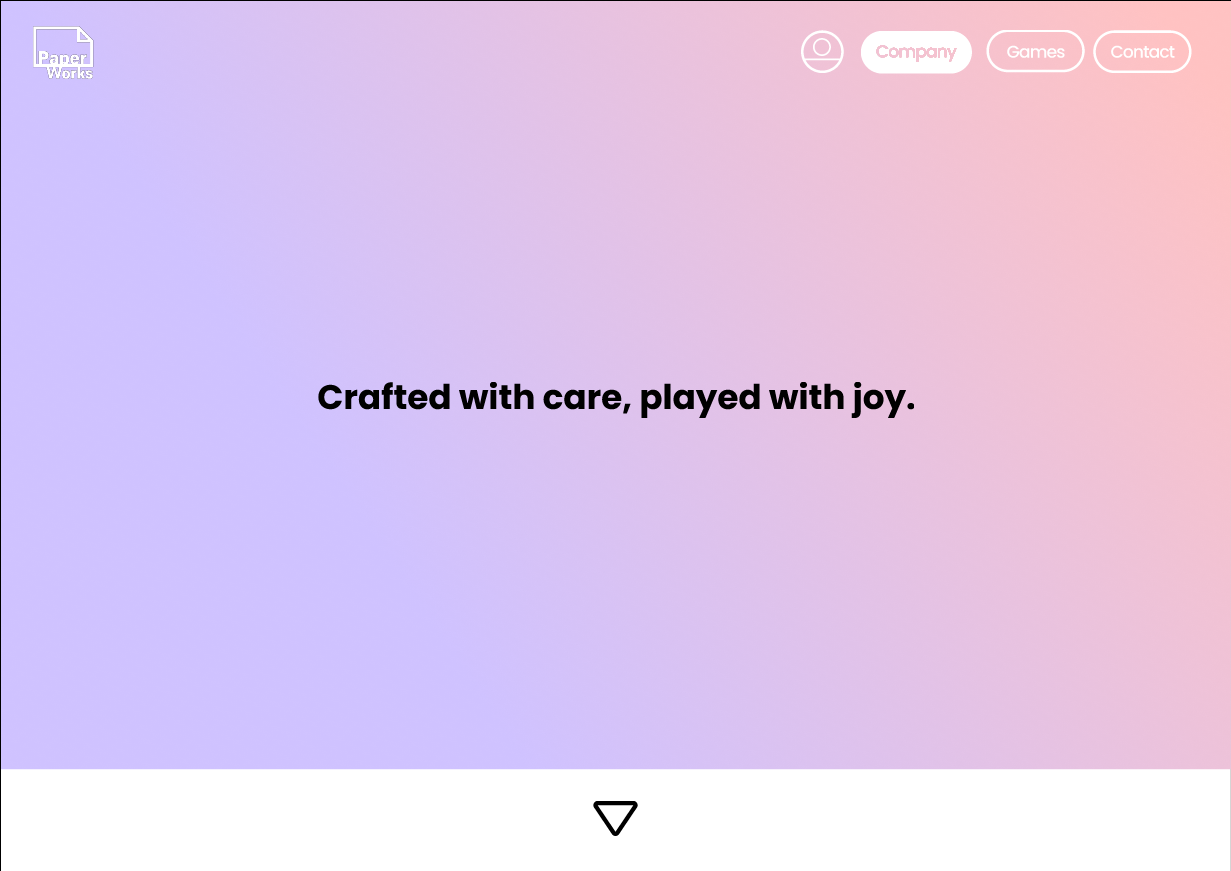 Paper
Works
Company
Games
Contact
Crafted with care, played with joy.